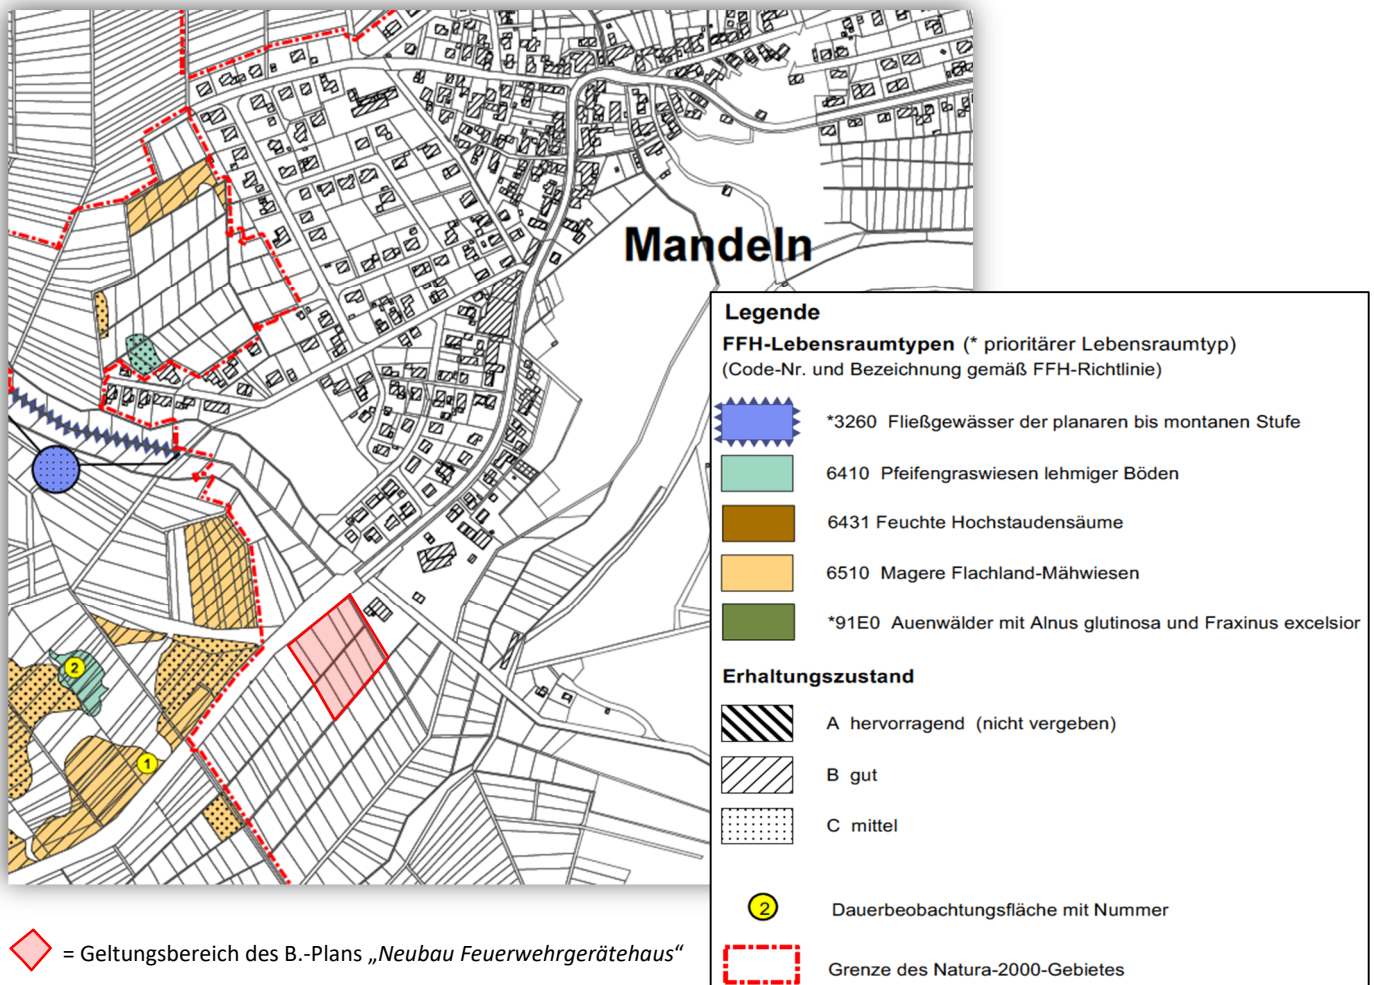 Mandeln
2
1
Legende
FFH-Lebensraumtypen (* prioritärer Lebensraumtyp)
(Code-Nr. und Bezeichnung gemäß FFH-Richtlinie)
*3260 Fließgewässer der planaren bis montanen Stufe
6410 Pfeifengraswiesen lehmiger Böden
6431 Feuchte Hochstaudensäume
6510 Magere Flachland-Mähwiesen
*91E0 Auenwälder mit Alnus glutinosa und Fraxinus excelsior
Erhaltungszustand
A hervorragend (nicht vergeben)
B gut
C mittel
2 Dauerbeobachtungsfläche mit Nummer
Grenze des Natura-2000-Gebietes
= Geltungsbereich des B.-Plans „Neubau Feuerwehrgerätehaus“